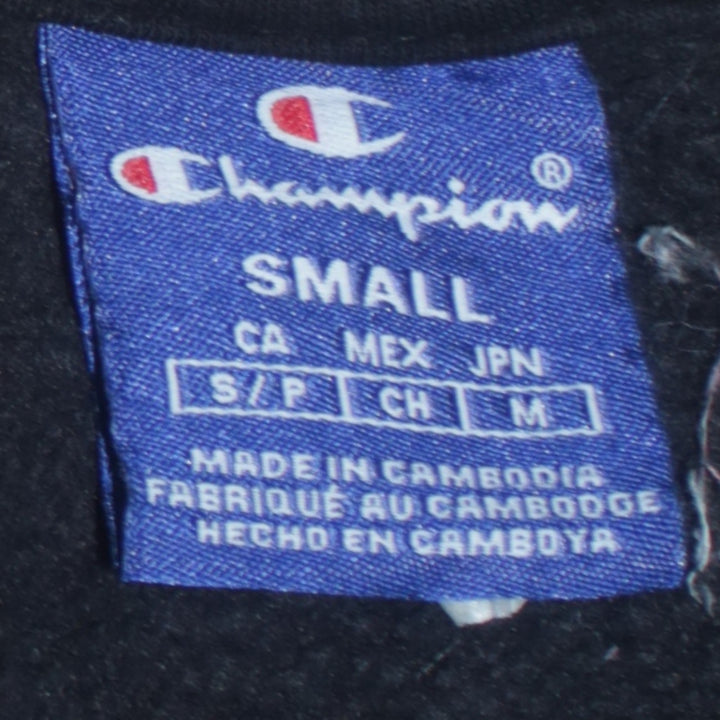 Champion®
SMALL
CA MEX JPN
S/P CH M
MADE IN CAMBODIA
FABRIQUÉ AU CAMBODGE
HECHO EN CAMBOYA